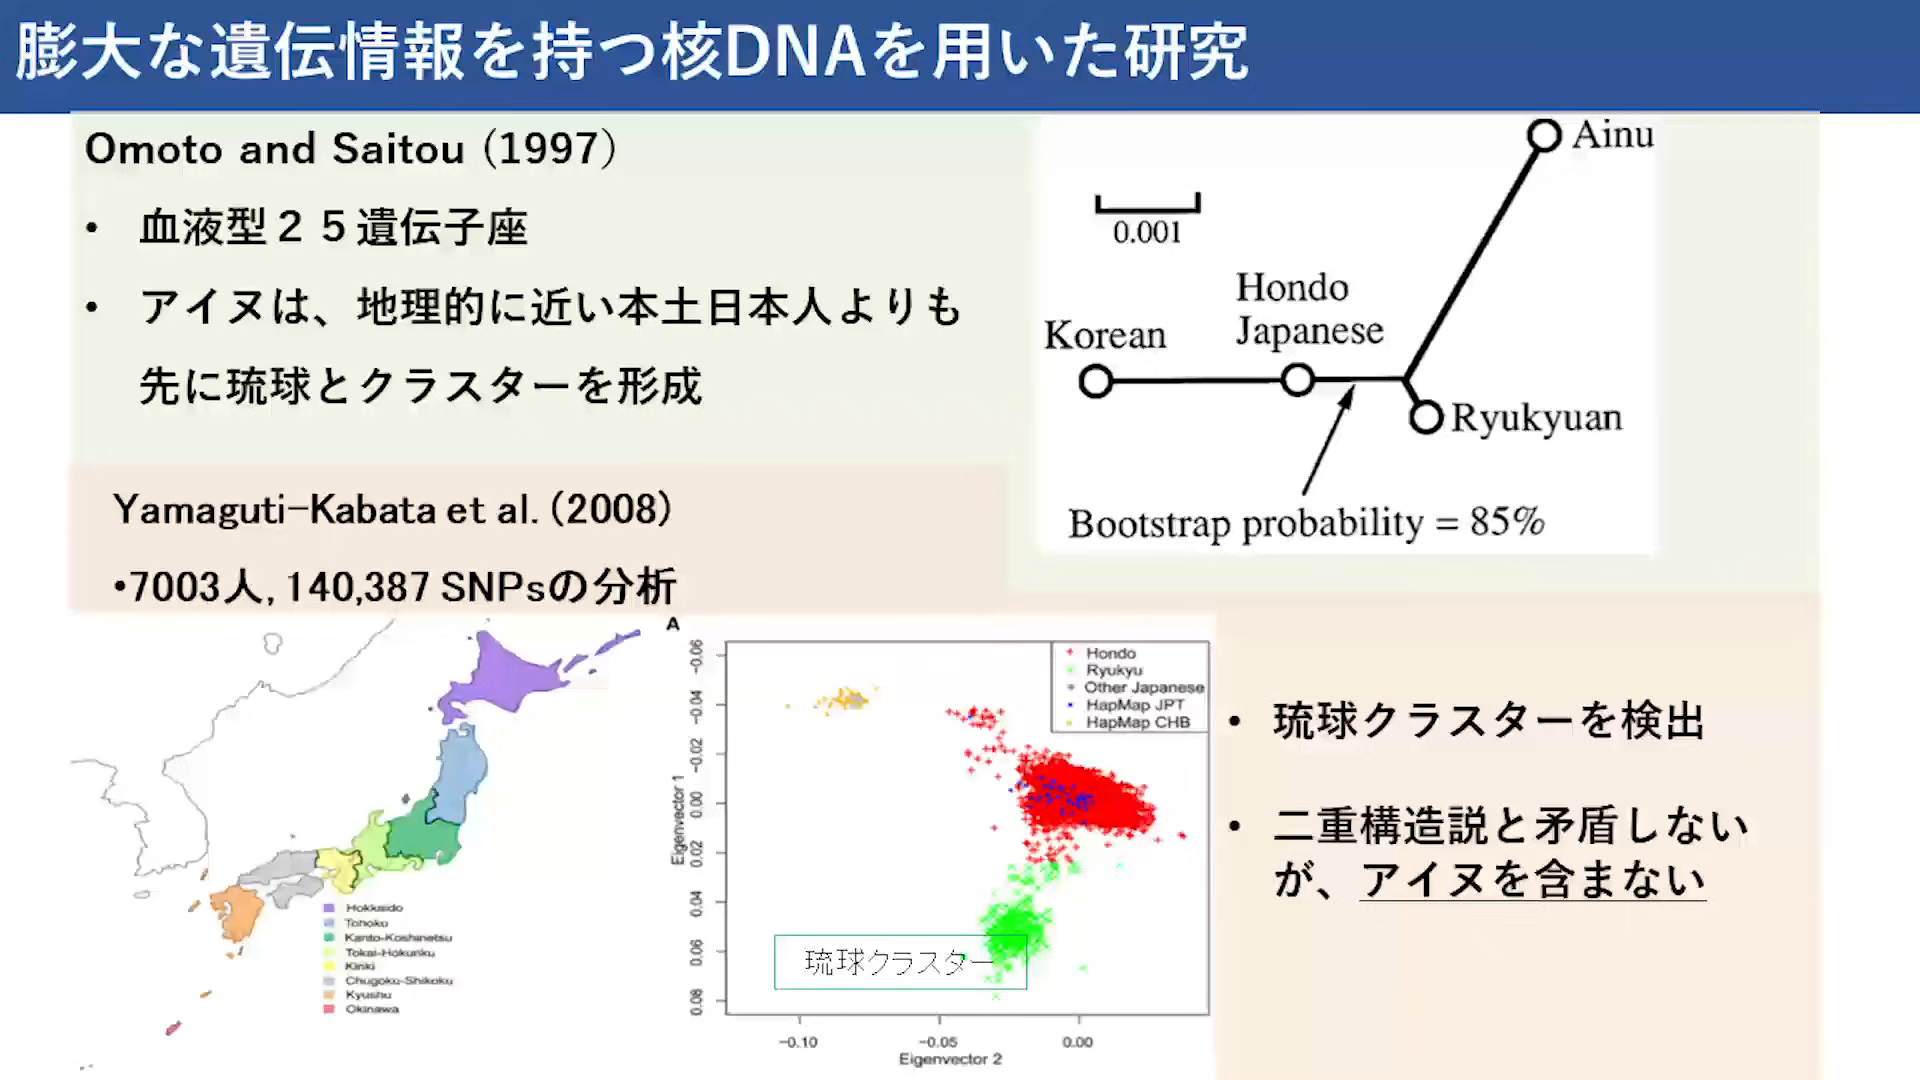 膨大な遺伝情報を持つ核DNAを用いた研究
Omoto and Saitou (1997)
• 血液型２５遺伝子座
• アイヌは、地理的に近い本土日本人よりも
先に琉球とクラスターを形成
Ainu
0.001
Hondo
Japanese
Korean
Ryukyuan
Bootstrap probability = 85%
Yamaguti-Kabata et al. (2008)
•7003人, 140,387 SNPsの分析
Hokkaido
Tohoku
Kanto-Koshinetsu
Tokai-Hokuriku
Kinki
Chugoku-Shikoku
Kyushu
Okinawa
A
Hondo
Ryukyu
Other Japanese
HapMap JPT
HapMap CHB
Eigenvector 1
-0.06
-0.04
-0.02
0.00
0.02
0.04
0.06
0.08
琉球クラスター
-0.10
-0.05
0.00
Eigenvector 2
• 琉球クラスターを検出
• 二重構造説と矛盾しない
が、アイヌを含まない